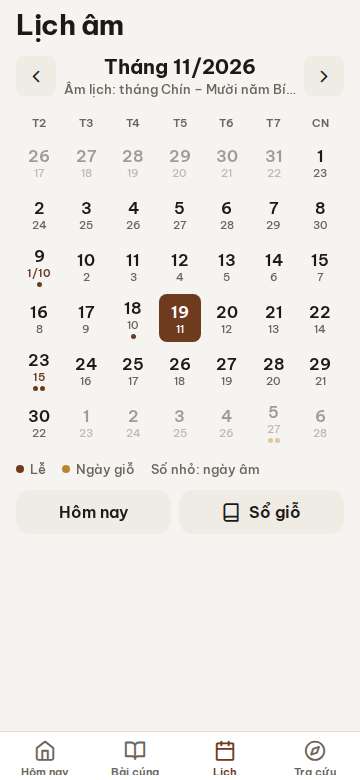 Lịch âm
Tháng 11/2026
Âm lịch: tháng Chín – Mười năm Bí...
T2 T3 T4 T5 T6 T7 CN
26 27 28 29 30 31 1
17 18 19 20 21 22 23
2 3 4 5 6 7 8
24 25 26 27 28 29 30
9 10 11 12 13 14 15
1/10 2 3 4 5 6 7
16 17 18 19 20 21 22
8 9 10 11 12 13 14
23 24 25 26 27 28 29
15 16 17 18 19 20 21
30 1 2 3 4 5 6
22 23 24 25 26 27 28
Lễ Ngày giỗ Số nhỏ: ngày âm
Hôm nay Sổ giỗ
Hôm nay Bài cúng Lịch Tra cứu